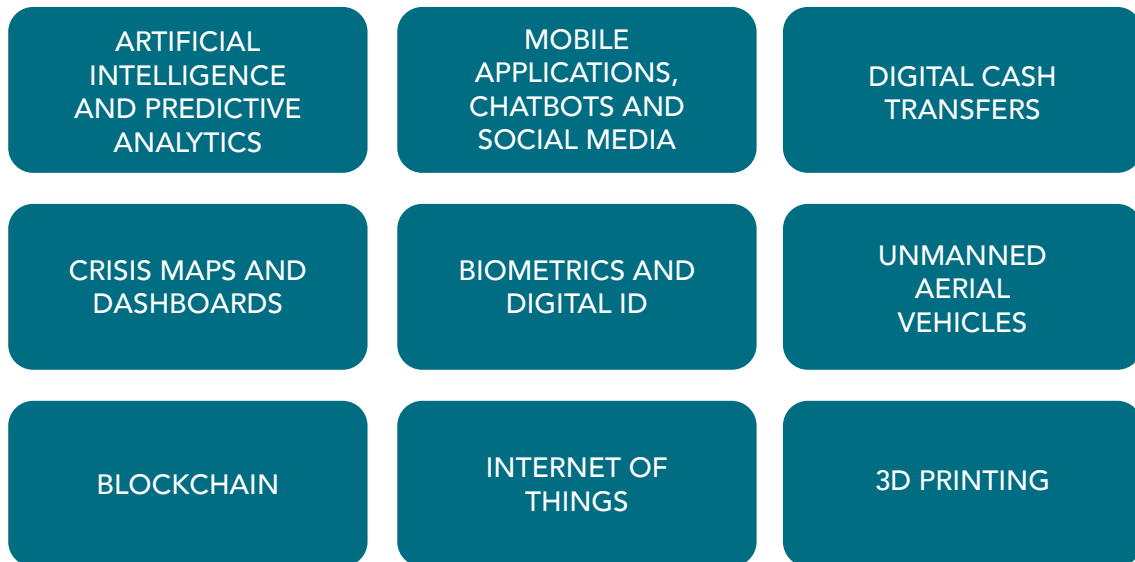 ARTIFICIAL
INTELLIGENCE
AND PREDICTIVE
ANALYTICS
MOBILE
APPLICATIONS,
CHATBOTS AND
SOCIAL MEDIA
DIGITAL CASH
TRANSFERS
CRISIS MAPS AND
DASHBOARDS
BIOMETRICS AND
DIGITAL ID
UNMANNED
AERIAL
VEHICLES
BLOCKCHAIN
INTERNET OF
THINGS
3D PRINTING